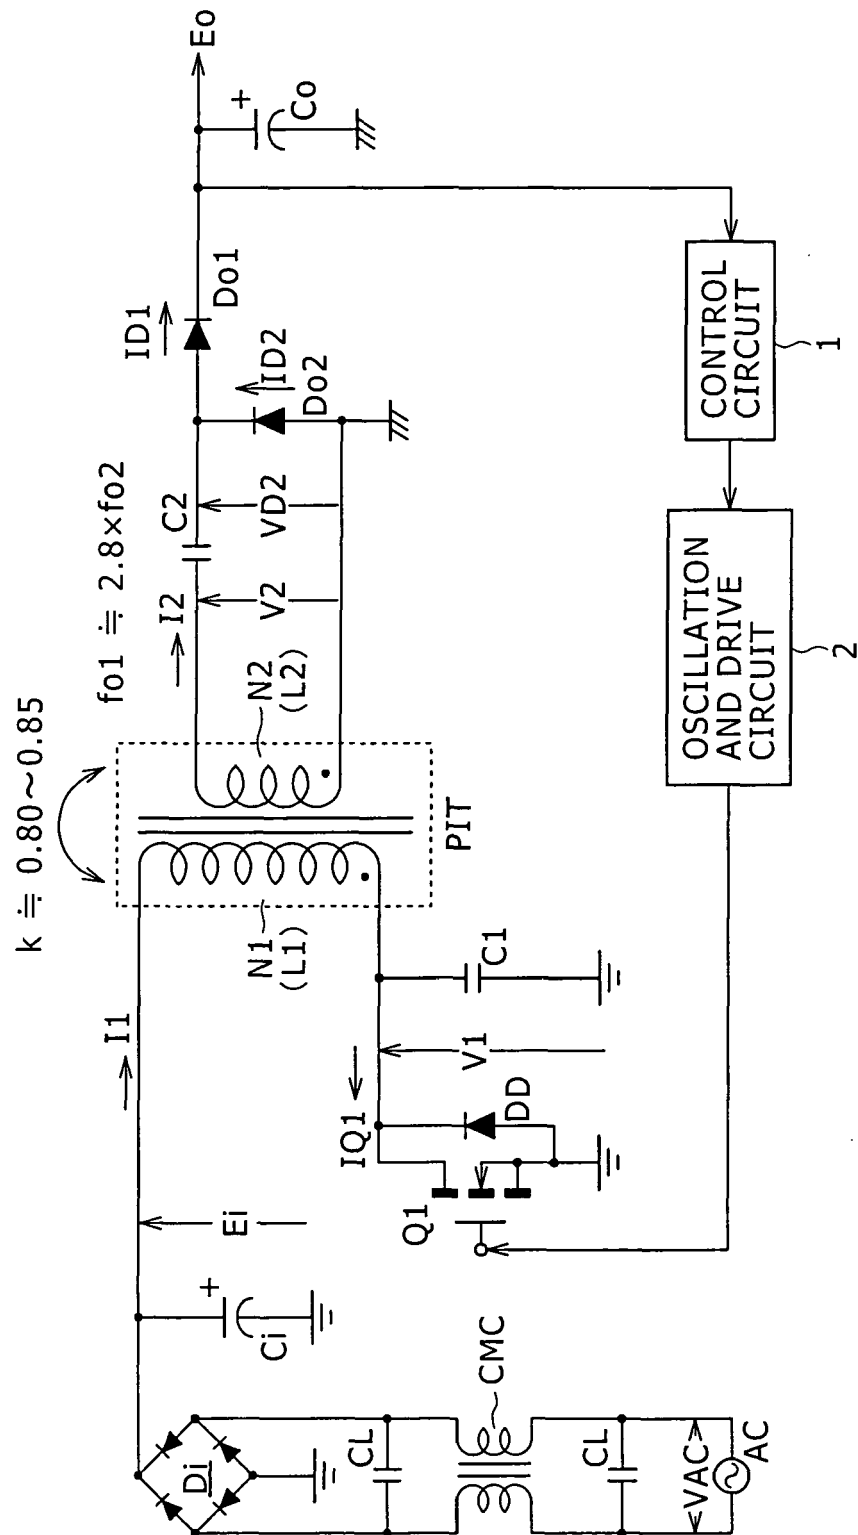 k ≒ 0.80~0.85
fo1 ≒ 2.8×fo2
AC
VAC
CL
CMC
CL
Di
Ci
+
Ei
I1
Q1
IQ1
DD
V1
C1
N1
(L1)
PIT
N2
(L2)
I2
V2
C2
VD2
ID2
Do2
ID1
Do1
+
Co
Eo
OSCILLATION
AND DRIVE
CIRCUIT
2
CONTROL
CIRCUIT
1